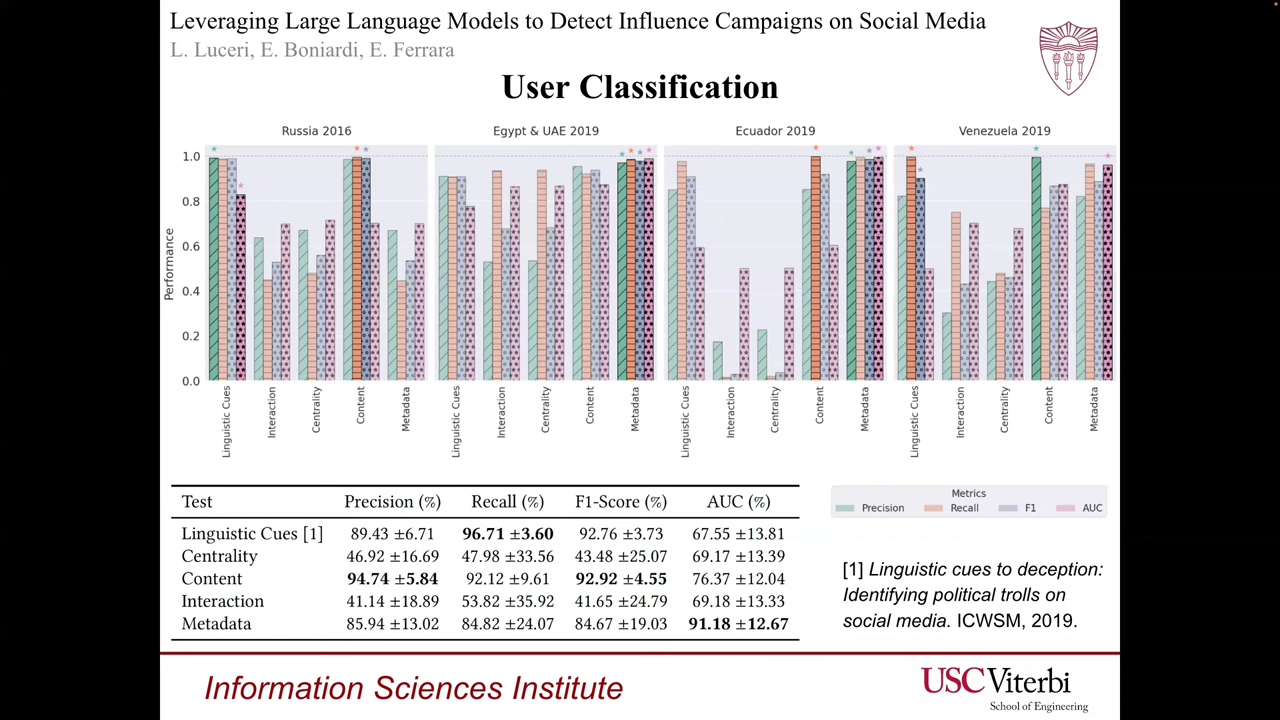 Leveraging Large Language Models to Detect Influence Campaigns on Social Media
L. Luceri, E. Boniardi, E. Ferrara
User Classification
Russia 2016
Egypt & UAE 2019
Ecuador 2019
Venezuela 2019
Performance
1.0
0.8
0.6
0.4
0.2
0.0
Linguistic Cues
Interaction
Centrality
Content
Metadata
Linguistic Cues
Interaction
Centrality
Content
Metadata
Linguistic Cues
Interaction
Centrality
Content
Metadata
Linguistic Cues
Interaction
Centrality
Content
Metadata
Test Precision (%) Recall (%) F1-Score (%) AUC (%)
Linguistic Cues [1] 89.43 ±6.71 96.71 ±3.60 92.76 ±3.73 67.55 ±13.81
Centrality 46.92 ±16.69 47.98 ±33.56 43.48 ±25.07 69.17 ±13.39
Content 94.74 ±5.84 92.12 ±9.61 92.92 ±4.55 76.37 ±12.04
Interaction 41.14 ±18.89 53.82 ±35.92 41.65 ±24.79 69.18 ±13.33
Metadata 85.94 ±13.02 84.82 ±24.07 84.67 ±19.03 91.18 ±12.67
Metrics
Precision Recall F1 AUC
[1] Linguistic cues to deception:
Identifying political trolls on
social media. ICWSM, 2019.
Information Sciences Institute
USC Viterbi
School of Engineering